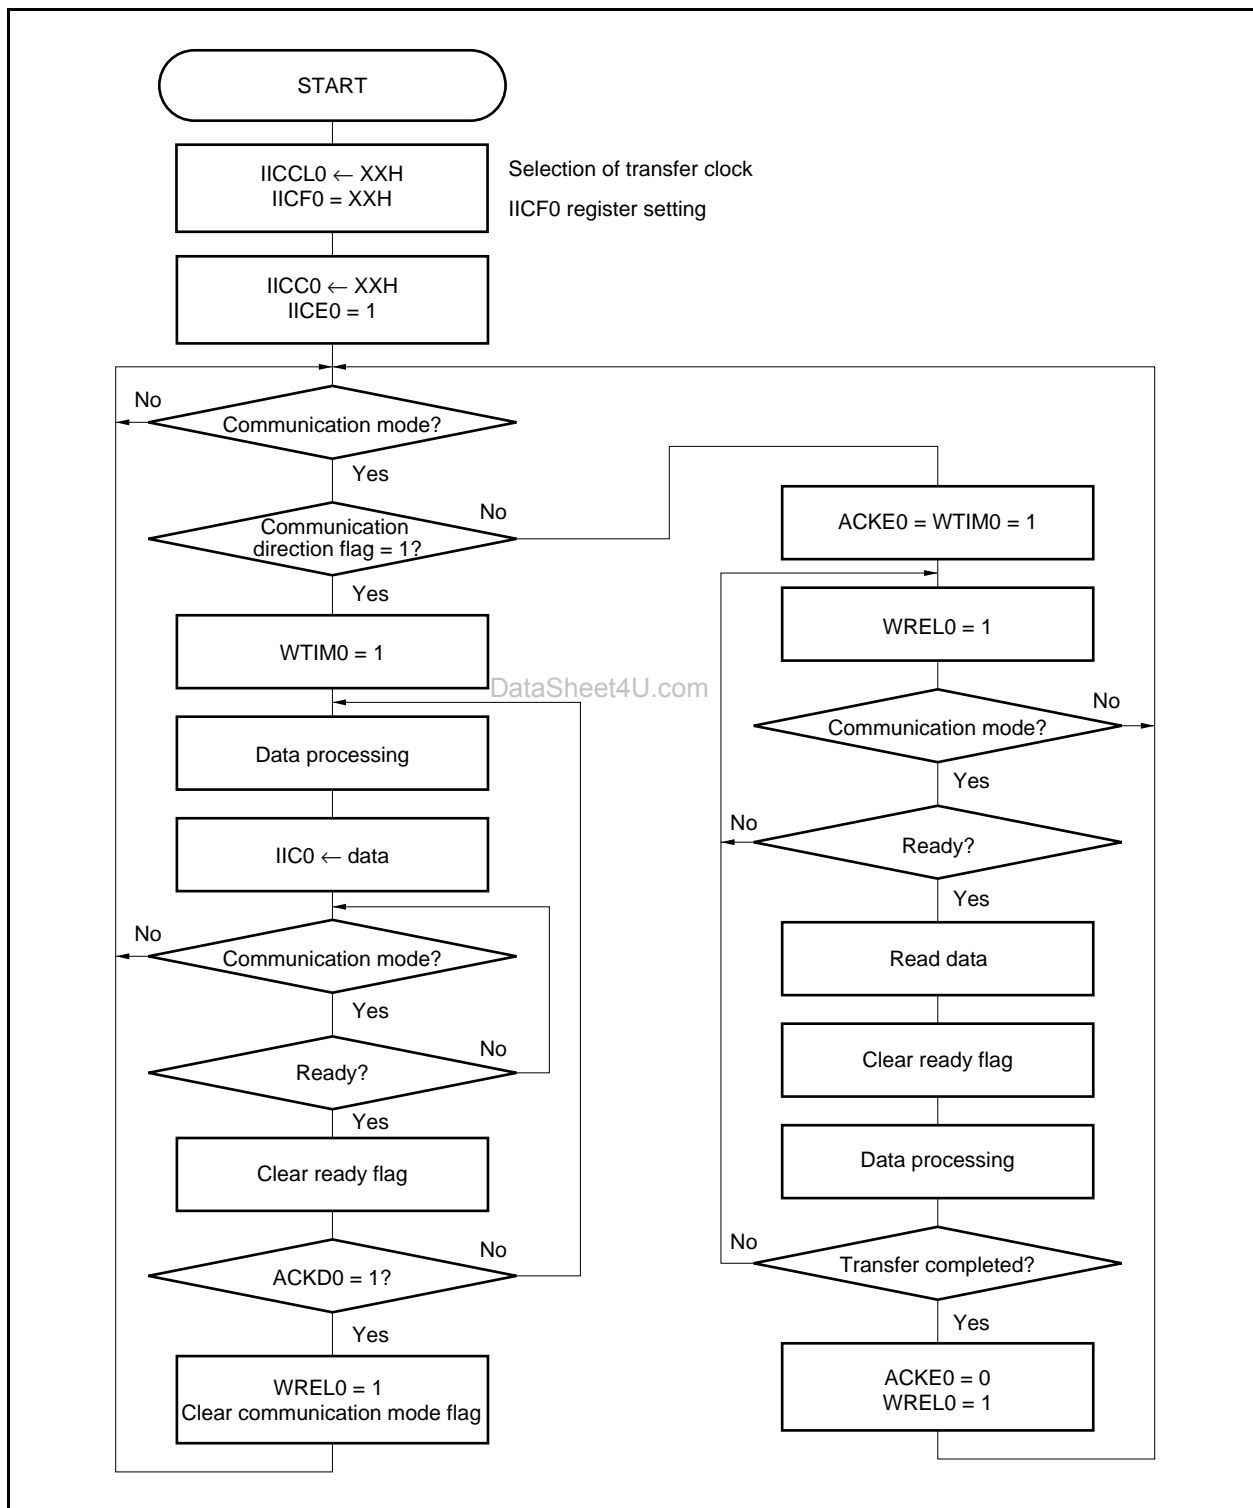 START
IICCL0 ← XXH
IICF0 = XXH
Selection of transfer clock
IICF0 register setting
IICC0 ← XXH
IICE0 = 1
No
Communication mode?
Yes
Communication
direction flag = 1?
No
Yes
WTIM0 = 1
Data processing
IIC0 ← data
No
Communication mode?
Yes
Ready?
No
Yes
Clear ready flag
ACKD0 = 1?
No
Yes
WREL0 = 1
Clear communication mode flag
ACKE0 = WTIM0 = 1
WREL0 = 1
Communication mode?
No
Yes
No
Ready?
Yes
Read data
Clear ready flag
Data processing
No
Transfer completed?
Yes
ACKE0 = 0
WREL0 = 1
DataSheet4U.com